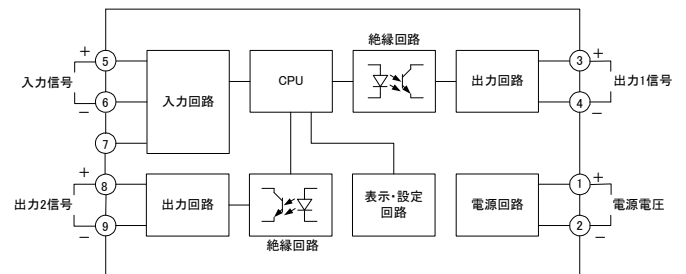 絶縁回路
+
5
入力信号
6
−
7
入力回路
CPU
出力回路
3
+
出力1信号
4
−
+
8
出力2信号
9
−
出力回路
絶縁回路
表示・設定
回路
電源回路
1
+
電源電圧
2
−